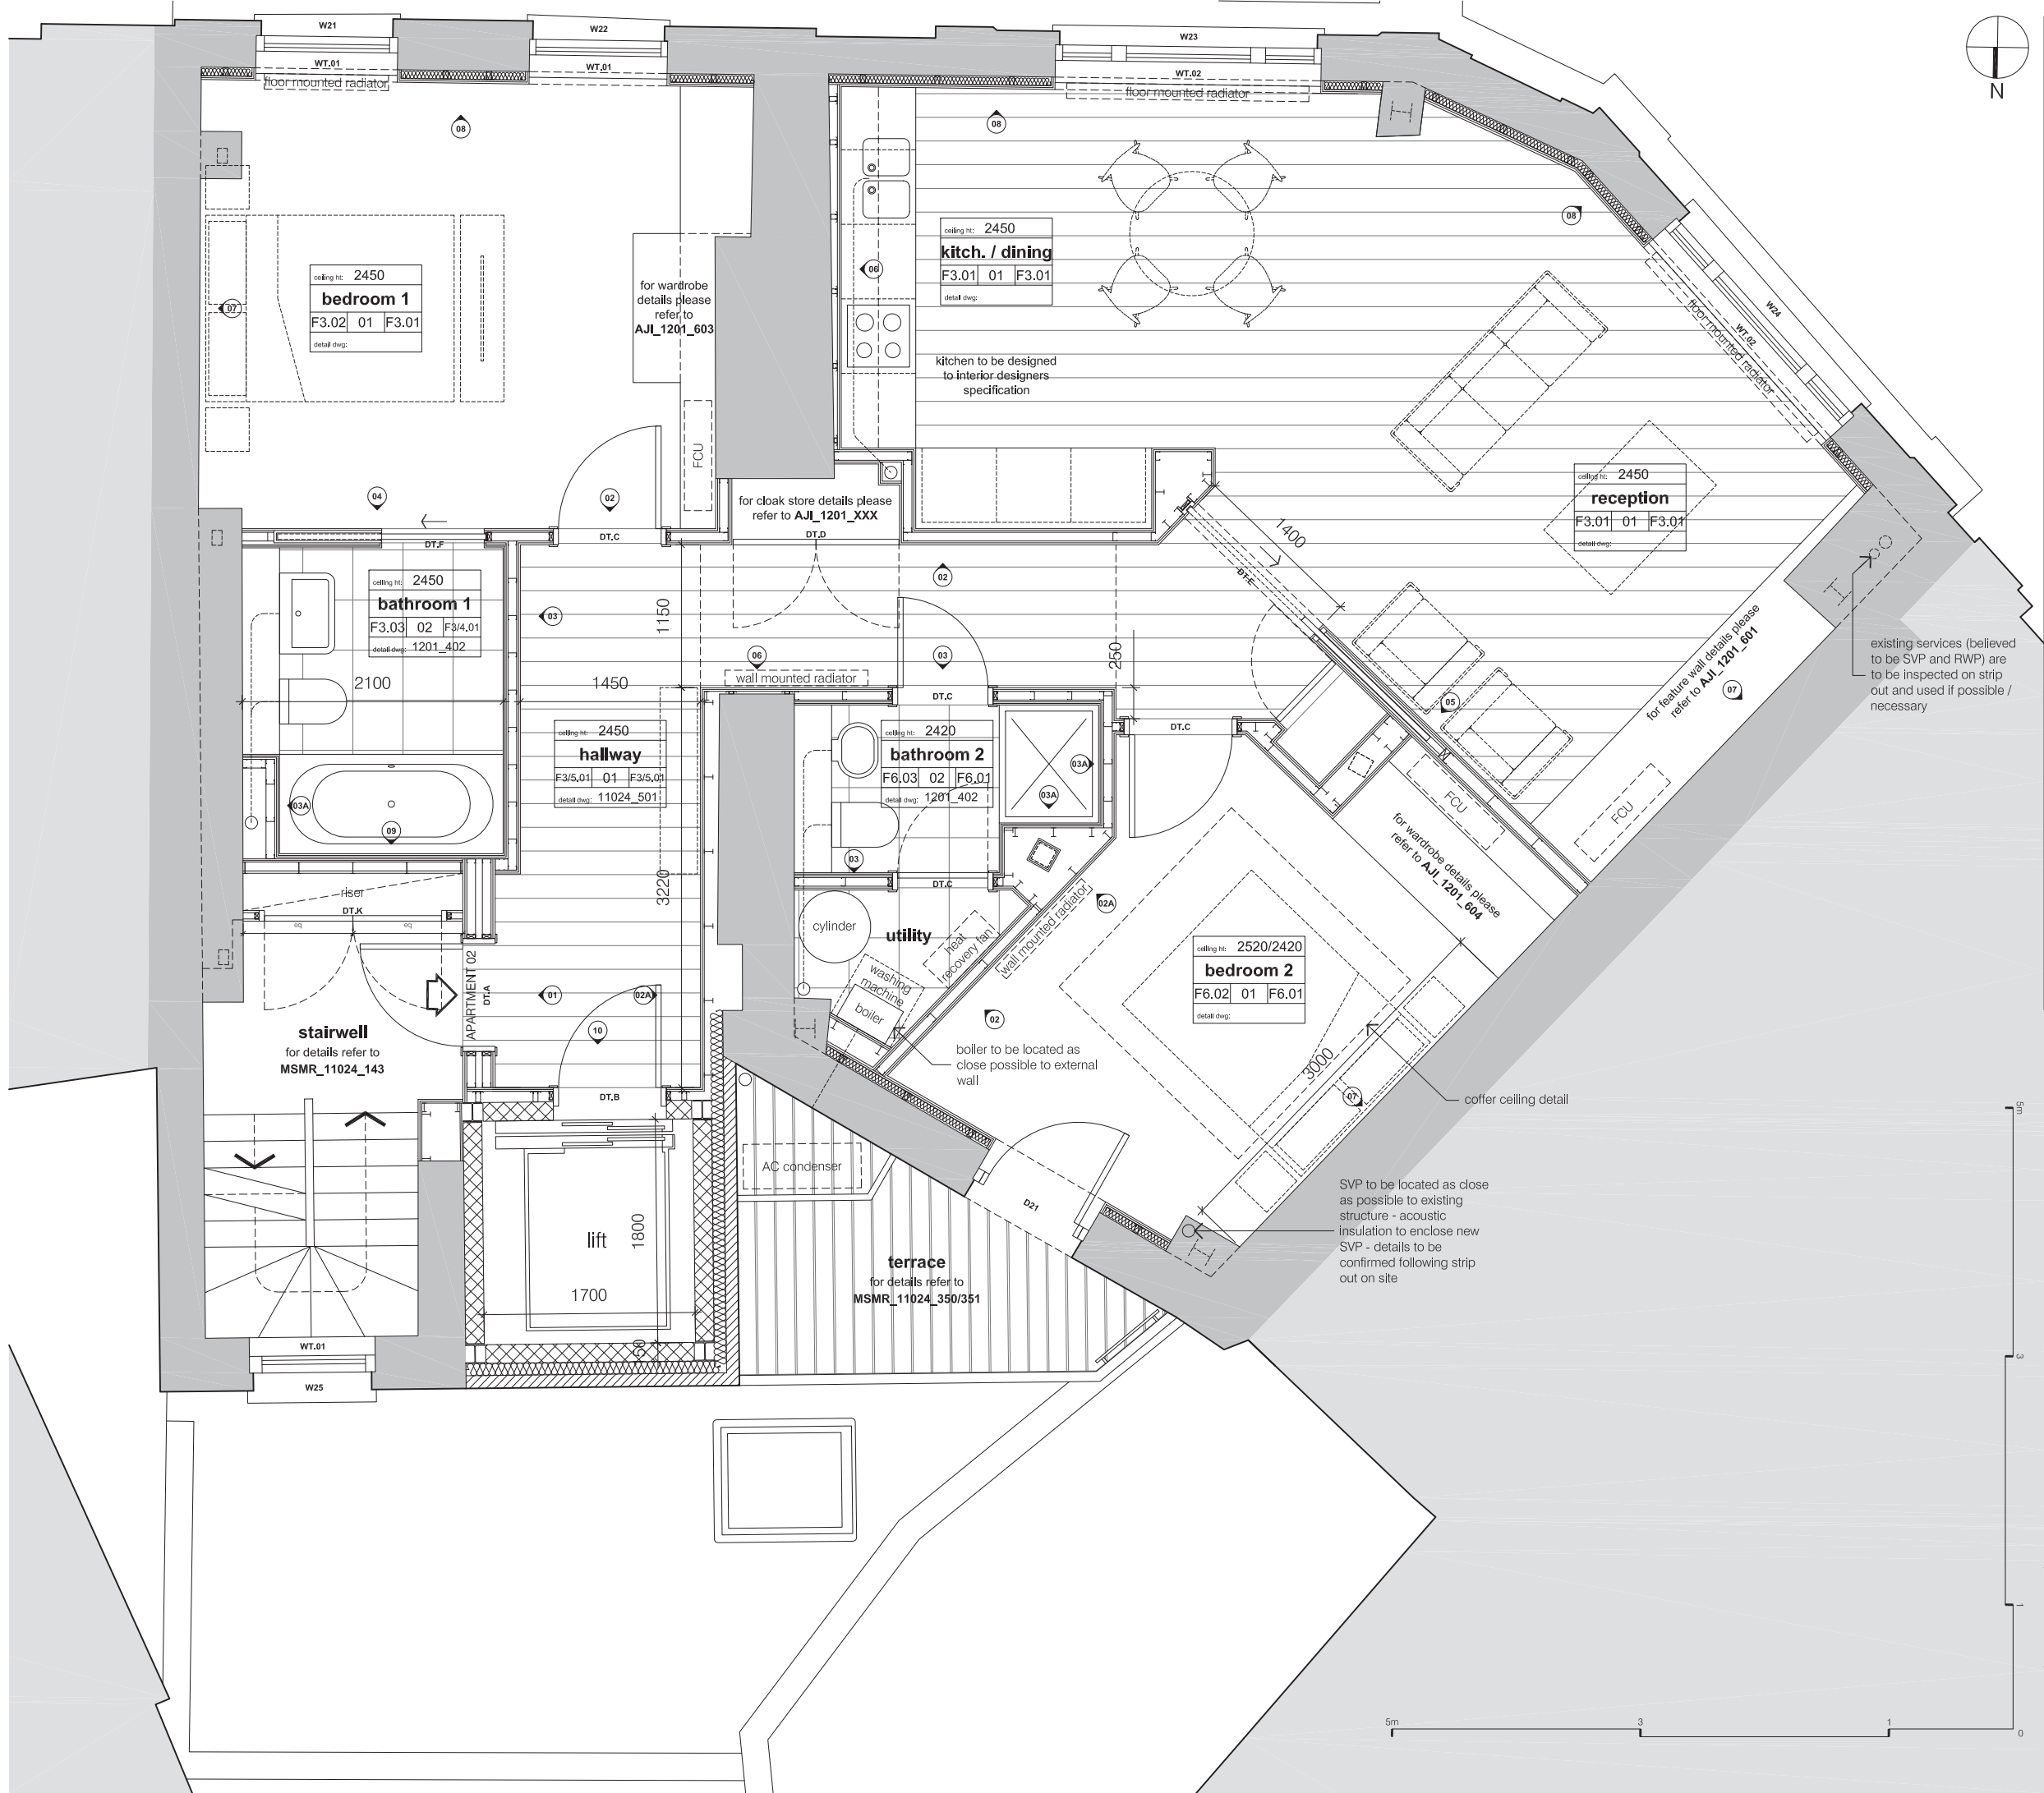 W21
W22
W23
WT.01
WT.01
WT.02
floor mounted radiator
floor mounted radiator
N
08
08
08
07
06
ceiling ht: 2450
bedroom 1
F3.02 01 F3.01
detail dwg:
for wardrobe
details please
refer to
AJI_1201_603
ceiling ht: 2450
kitch. / dining
F3.01 01 F3.01
detail dwg:
kitchen to be designed
to interior designers
specification
W24
WT.02
floor mounted radiator
FCU
04
02
for cloak store details please
refer to AJI_1201_XXX
ceiling ht: 2450
reception
F3.01 01 F3.01
detail dwg:
1400
DT.F
DT.C
DT.D
DT.E
02
03
1150
ceiling ht: 2450
bathroom 1
F3.03 02 F3/4.01
detail dwg: 1201_402
2100
1450
06
wall mounted radiator
03
250
existing services (believed
to be SVP and RWP) are
to be inspected on strip
out and used if possible /
necessary
for feature wall details please
refer to AJI_1201_601
07
05
DT.C
DT.C
ceiling ht: 2450
hallway
F3/5.01 01 F3/5.01
detail dwg: 11024_501
ceiling ht: 2420
bathroom 2
F6.03 02 F6.01
detail dwg: 1201_402
03A
03A
03A
09
FCU
FCU
for wardrobe details please
refer to AJI_1201_604
03
DT.C
3220
riser
DT.K
eq
eq
cylinder
utility
heat
recovery fan
wall mounted radiator
02A
washing
machine
boiler
ceiling ht: 2520/2420
bedroom 2
F6.02 01 F6.01
detail dwg:
APARTMENT 02
DT.A
01
02A
10
02
stairwell
for details refer to
MSMR_11024_143
boiler to be located as
close possible to external
wall
3000
07
coffer ceiling detail
DT.B
AC condenser
D21
SVP to be located as close
as possible to existing
structure - acoustic
insulation to enclose new
SVP - details to be
confirmed following strip
out on site
lift
1800
1700
150
terrace
for details refer to
MSMR_11024_350/351
WT.01
W25
5m
3
1
5m
3
1
0